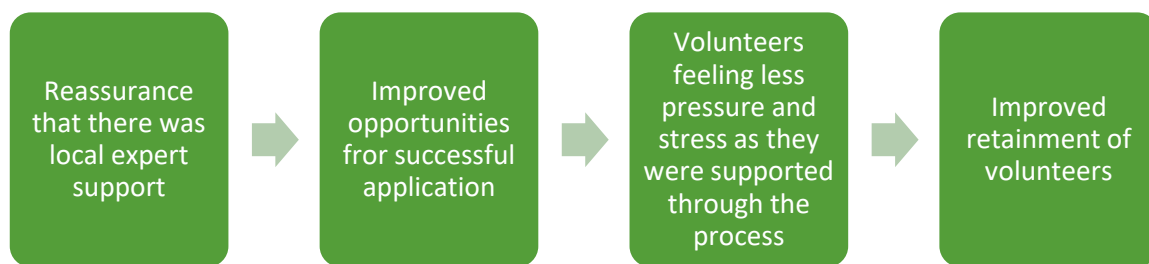 Reassurance
that there was
local expert
support
Improved
opportunities
fror successful
application
Volunteers
feeling less
pressure and
stress as they
were supported
through the
process
Improved
retainment of
volunteers